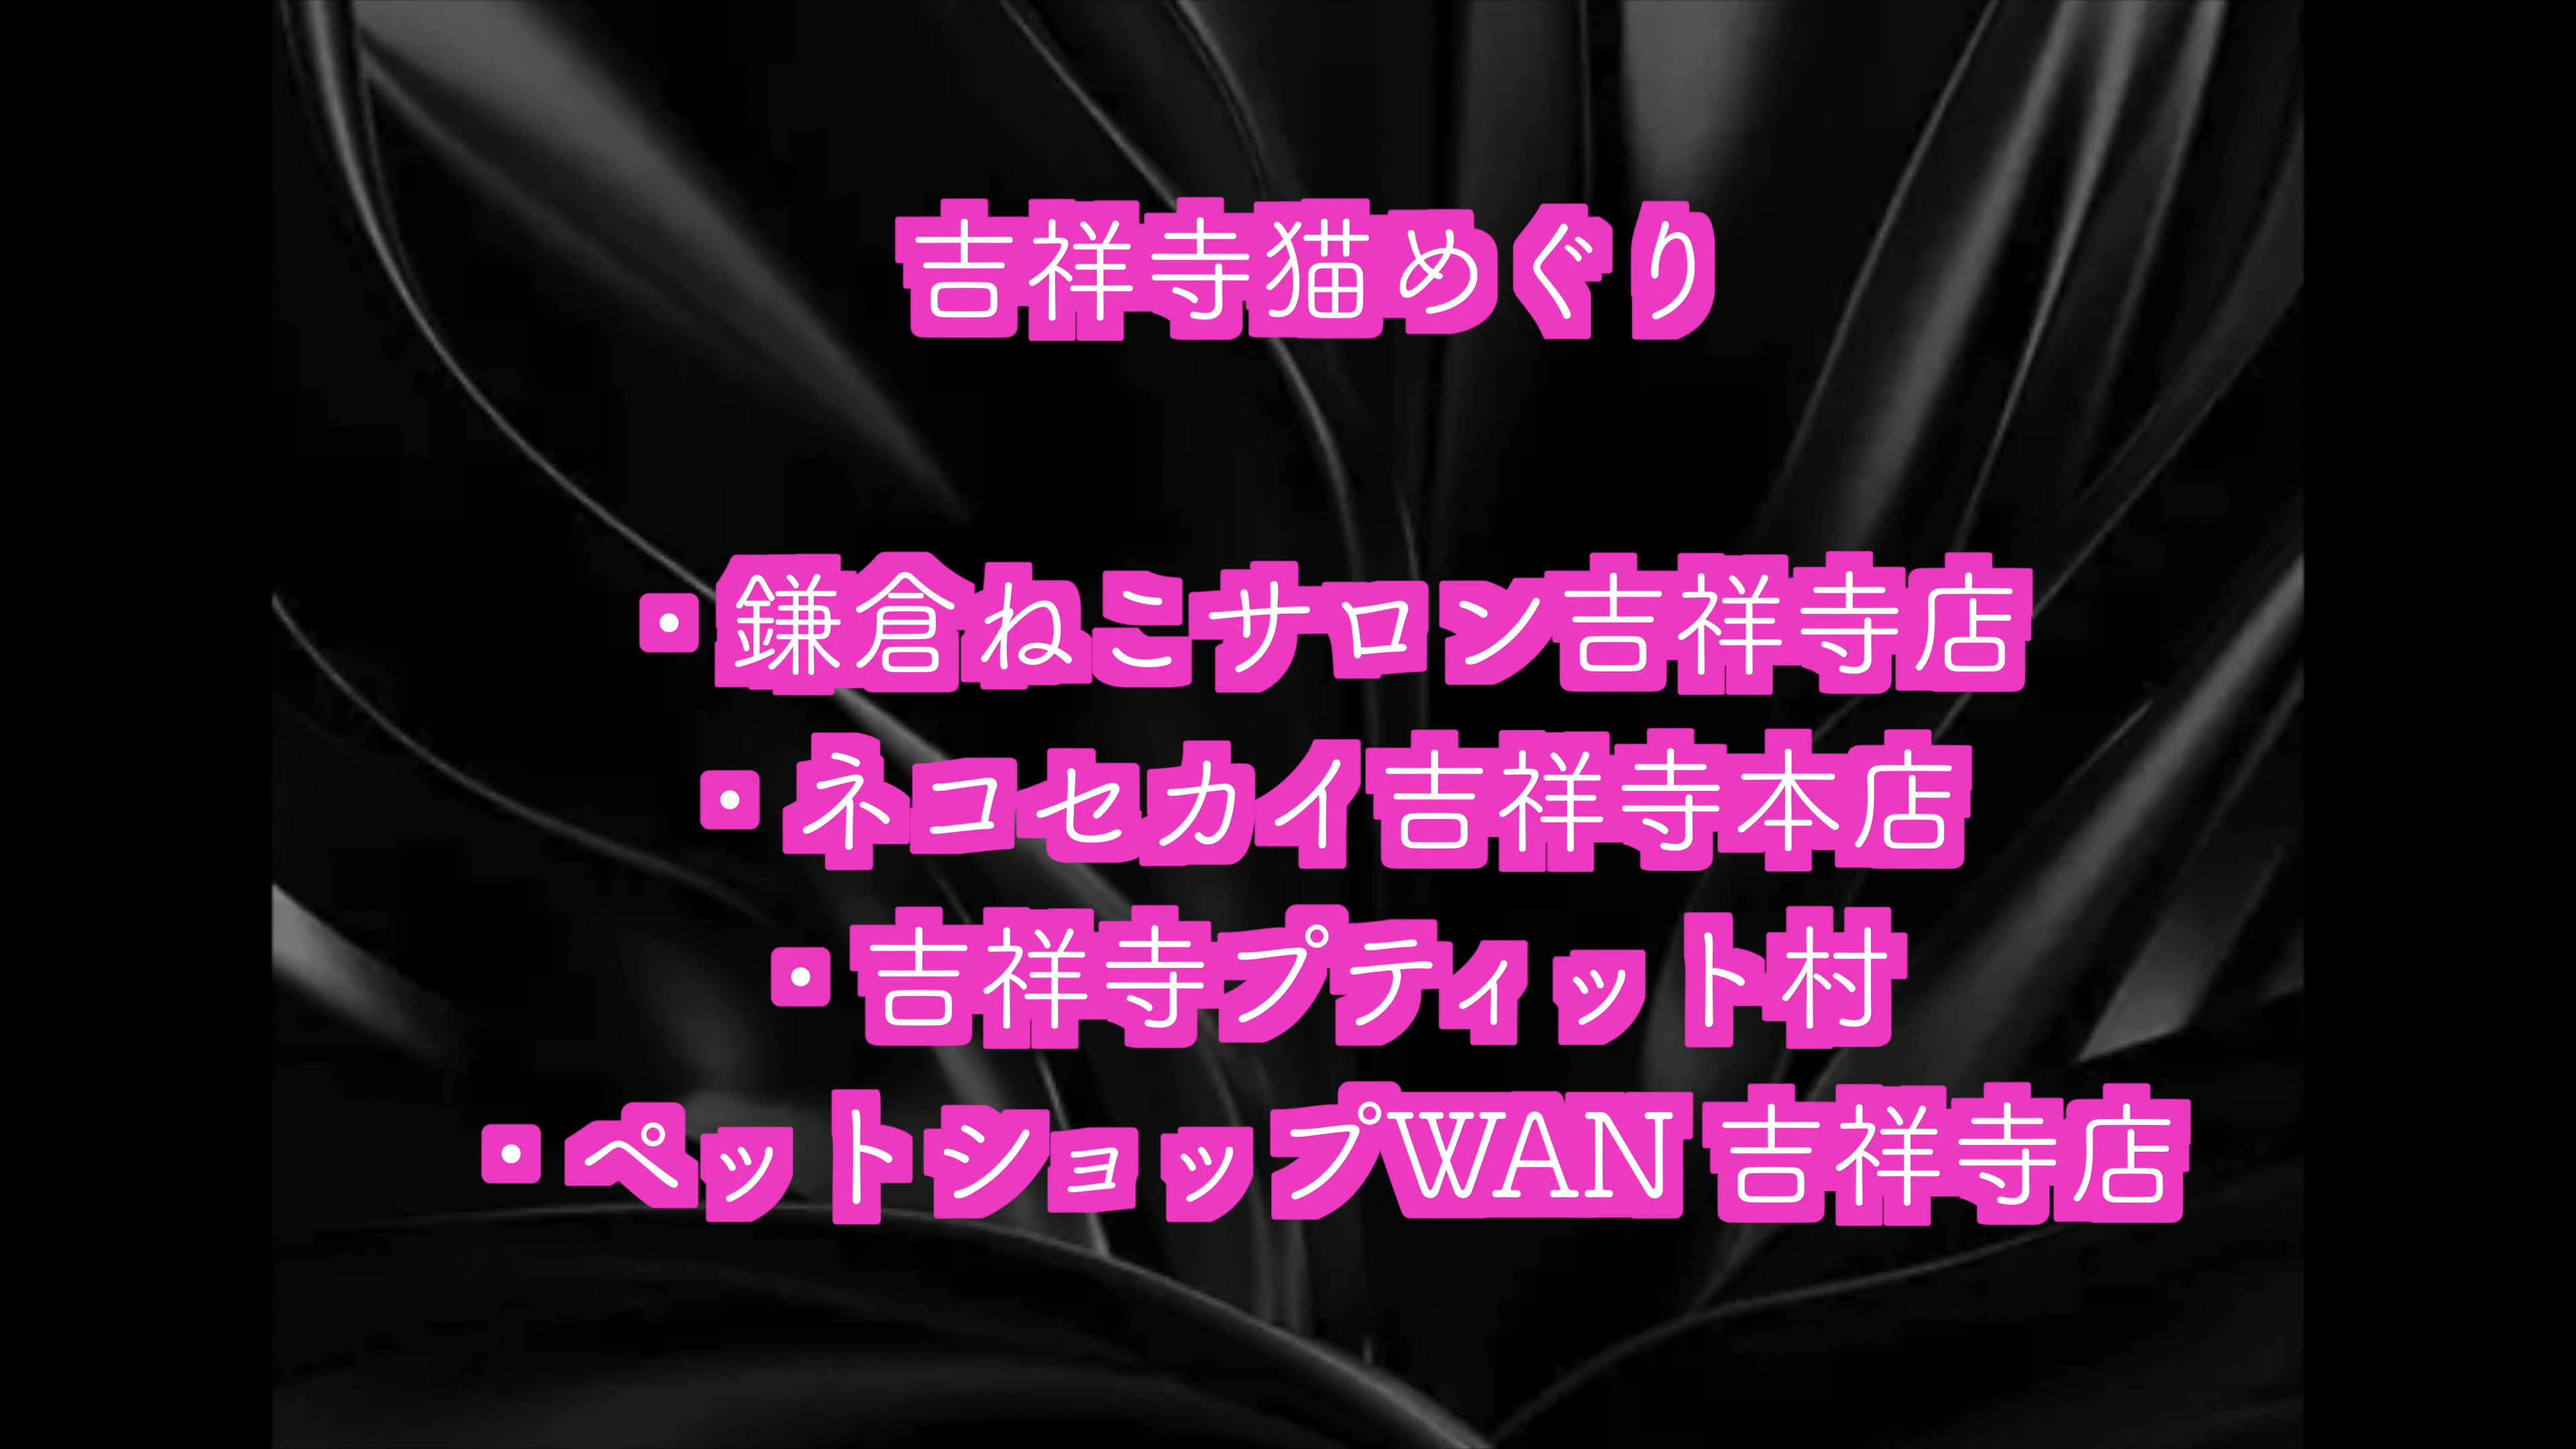 吉祥寺猫めぐり
・鎌倉ねこサロン吉祥寺店
・ネコセカイ吉祥寺本店
・吉祥寺プティット村
・ペットショップWAN 吉祥寺店